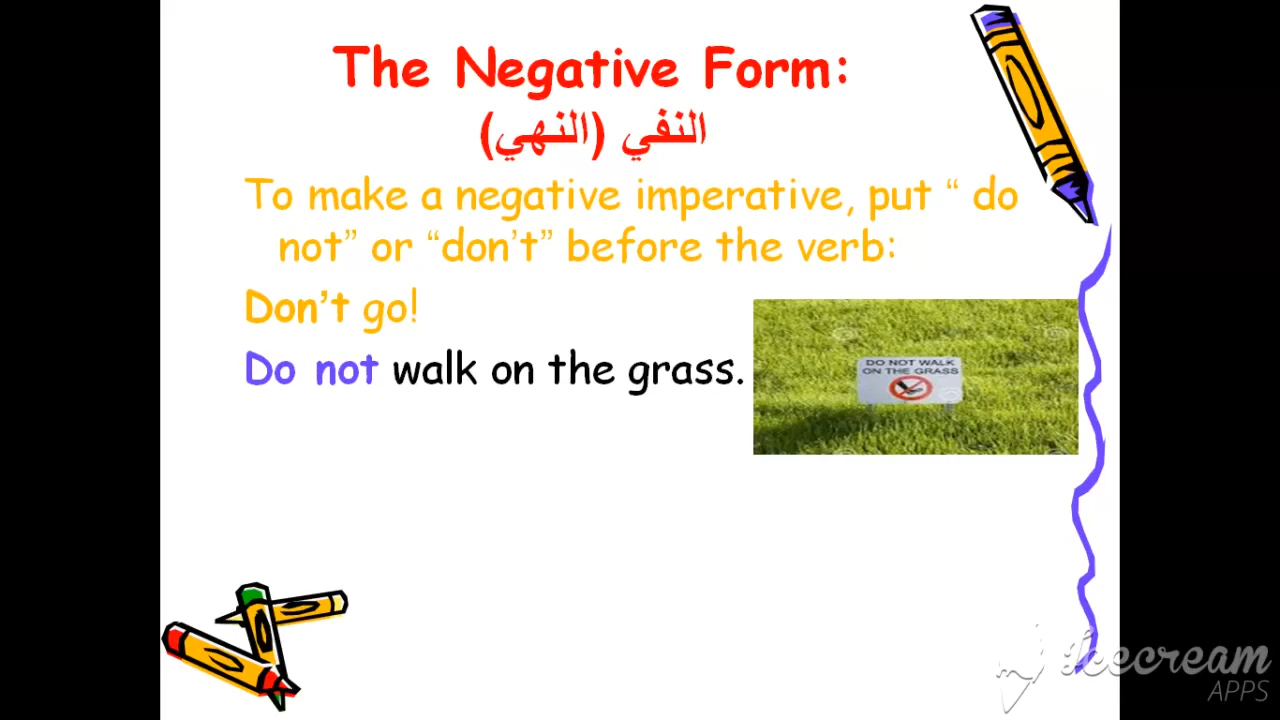 The Negative Form:
النفي (النهي)
To make a negative imperative, put “ do
not” or “don’t” before the verb:
Don’t go!
Do not walk on the grass.
DO NOT WALK
ON THE GRASS
Icecream
APPS